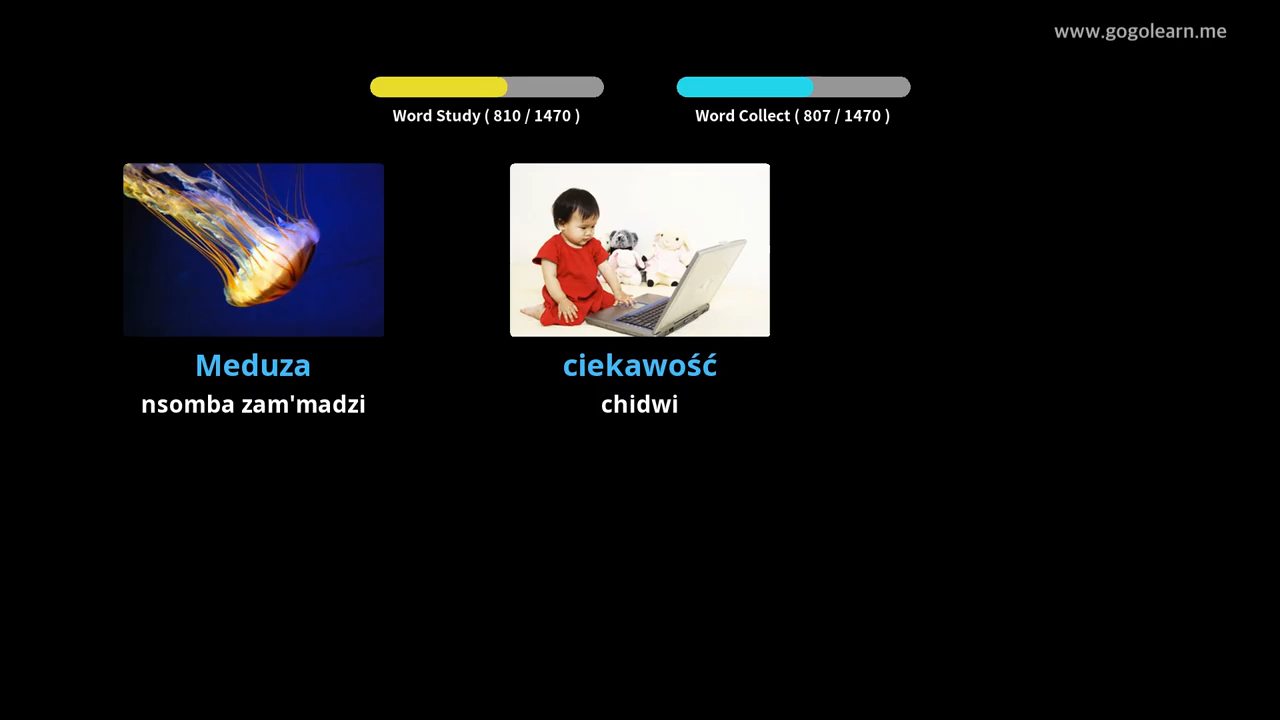 www.gogolearn.me
Word Study ( 810 / 1470 )
Word Collect ( 807 / 1470 )
Meduza
nsomba zam'madzi
ciekawość
chidwi